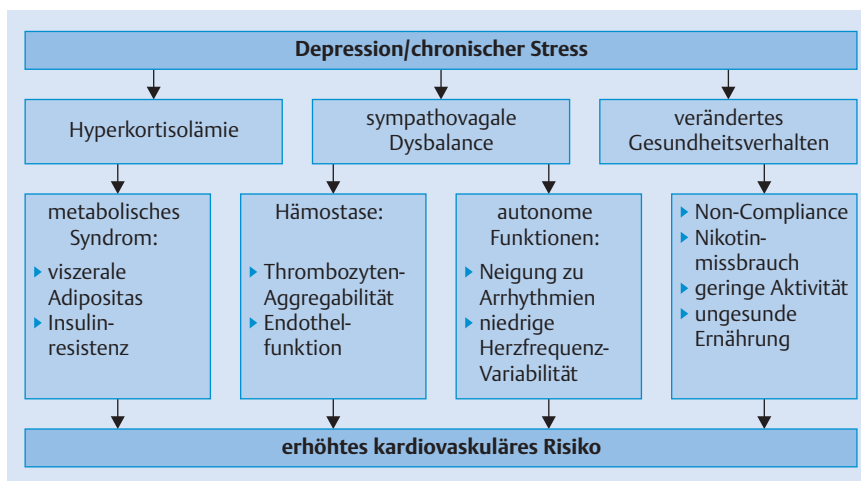 Depression/chronischer Stress
Hyperkortisolämie
sympathovagale
Dysbalance
verändertes
Gesundheitsverhalten
metabolisches
Syndrom:
▶ viszerale
Adipositas
▶ Insulin-
resistenz
Hämostase:
▶ Thrombozyten-
Aggregabilität
▶ Endothel-
funktion
autonome
Funktionen:
▶ Neigung zu
Arrhythmien
▶ niedrige
Herzfrequenz-
Variabilität
▶ Non-Compliance
▶ Nikotin-
missbrauch
▶ geringe Aktivität
▶ ungesunde
Ernährung
erhöhtes kardiovaskuläres Risiko